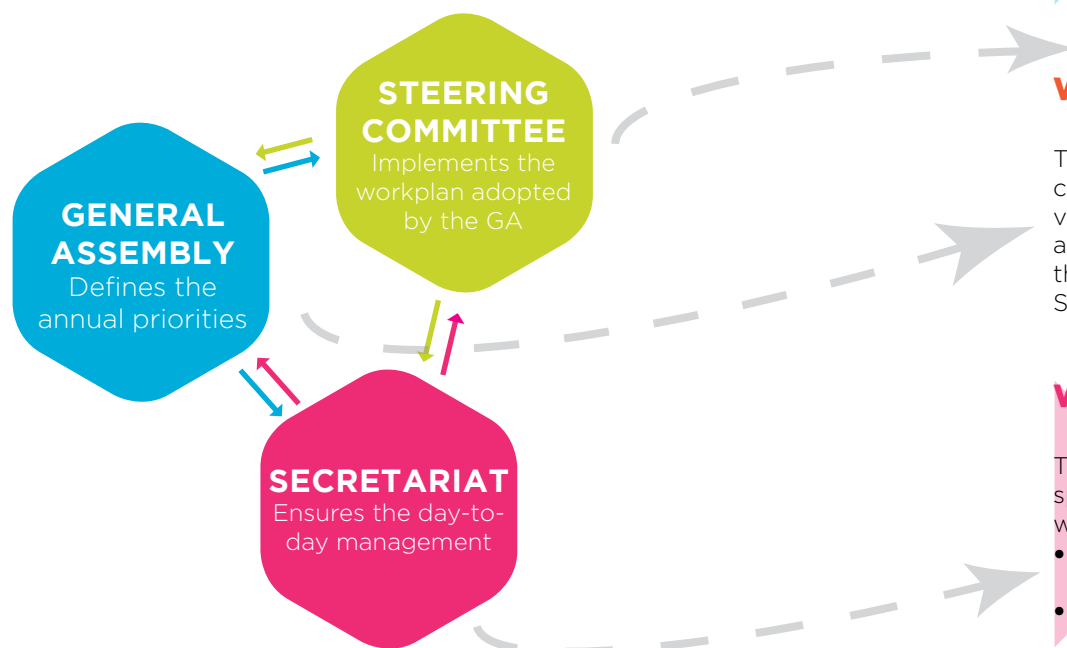 STEERING
COMMITTEE
Implements the
workplan adopted
by the GA
GENERAL
ASSEMBLY
Defines the
annual priorities
SECRETARIAT
Ensures the day-to-
day management